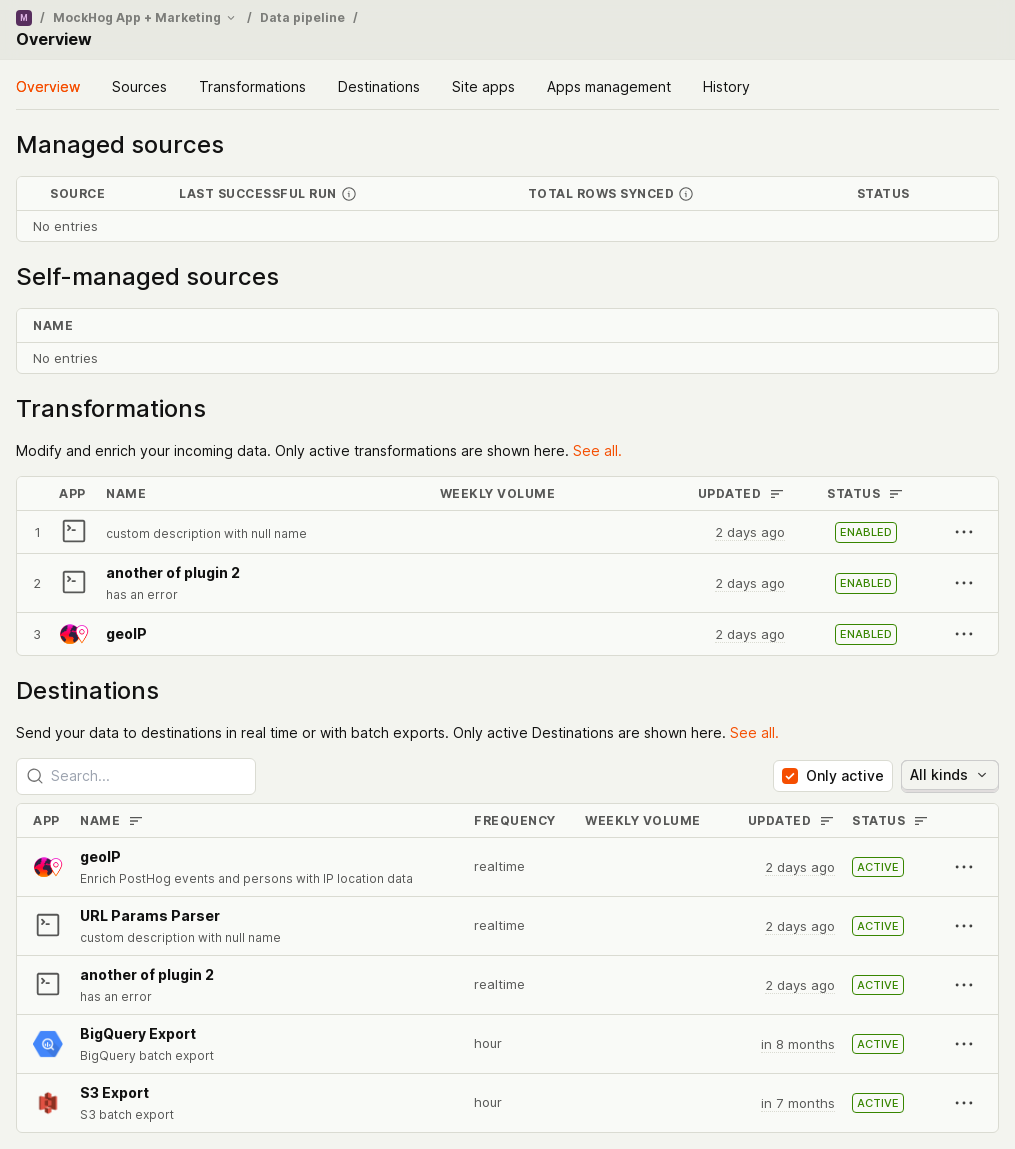 M / MockHog App + Marketing / Data pipeline /
Overview
Overview Sources Transformations Destinations Site apps Apps management History
Managed sources
SOURCE LAST SUCCESSFUL RUN TOTAL ROWS SYNCED STATUS
No entries
Self-managed sources
NAME
No entries
Transformations
Modify and enrich your incoming data. Only active transformations are shown here. See all.
APP NAME WEEKLY VOLUME UPDATED STATUS
1 custom description with null name 2 days ago ENABLED
another of plugin 2
2 2 days ago ENABLED
has an error
3 geoIP 2 days ago ENABLED
Destinations
Send your data to destinations in real time or with batch exports. Only active Destinations are shown here. See all.
Search... Only active All kinds
APP NAME FREQUENCY WEEKLY VOLUME UPDATED STATUS
geoIP
realtime 2 days ago ACTIVE
Enrich PostHog events and persons with IP location data
URL Params Parser
realtime 2 days ago ACTIVE
custom description with null name
another of plugin 2
realtime 2 days ago ACTIVE
has an error
BigQuery Export
hour in 8 months ACTIVE
BigQuery batch export
S3 Export
hour in 7 months ACTIVE
S3 batch export